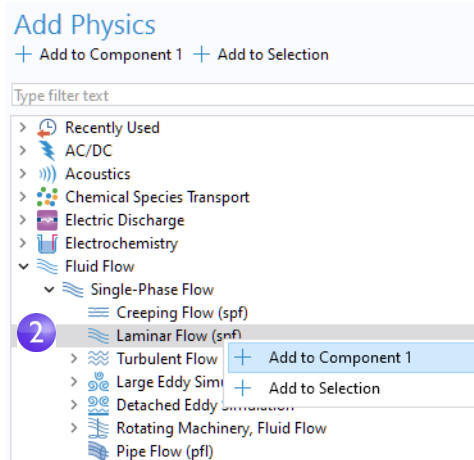 Add Physics
+ Add to Component 1 + Add to Selection
Type filter text
> Recently Used
> AC/DC
> Acoustics
> Chemical Species Transport
> Electric Discharge
> Electrochemistry
Fluid Flow
Single-Phase Flow
Creeping Flow (spf)
2 Laminar Flow (spf)
> Turbulent Flow + Add to Component 1
> Large Eddy Simu + Add to Selection
> Detached Eddy Simulation
> Rotating Machinery, Fluid Flow
Pipe Flow (pfl)